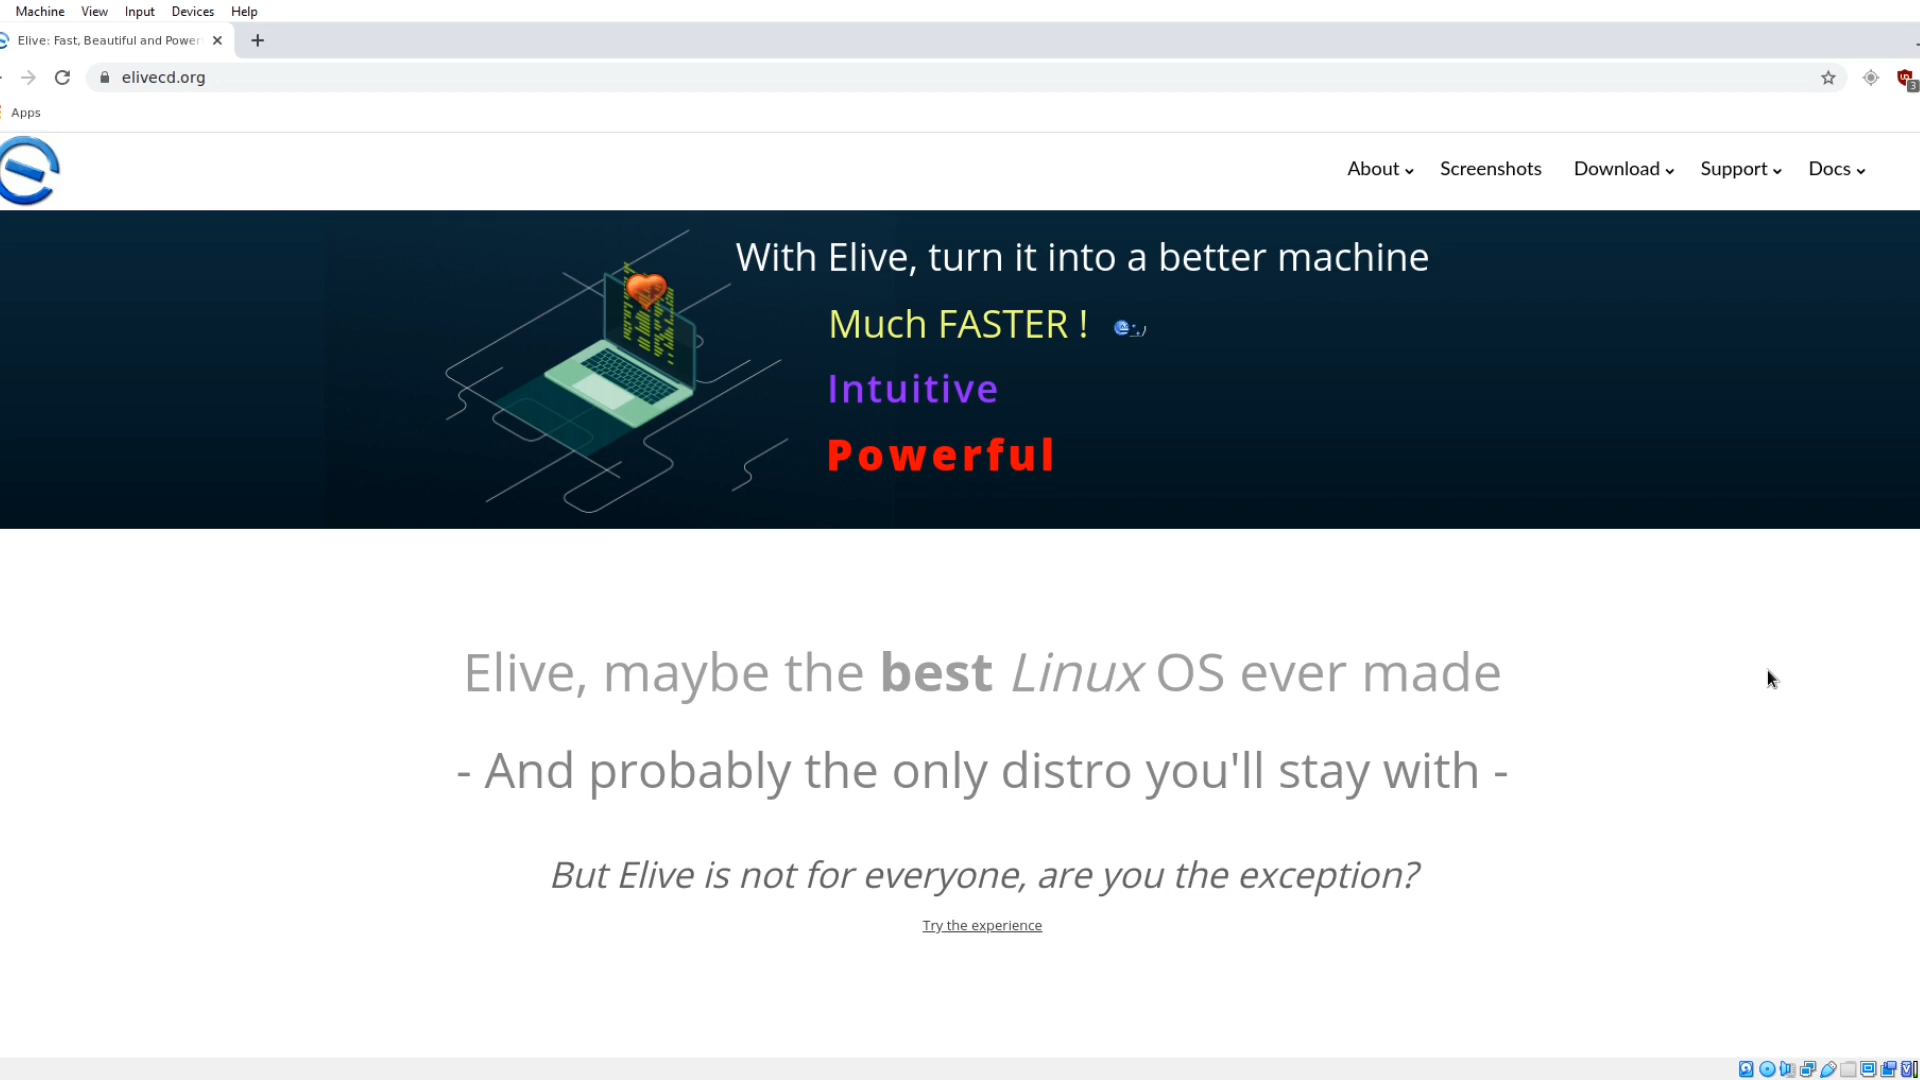 Machine View Input Devices Help
Elive: Fast, Beautiful and Power
elivecd.org
3
Apps
About Screenshots Download Support Docs
With Elive, turn it into a better machine
Much FASTER !
Intuitive
Powerful
Elive, maybe the best Linux OS ever made
- And probably the only distro you'll stay with -
But Elive is not for everyone, are you the exception?
Try the experience